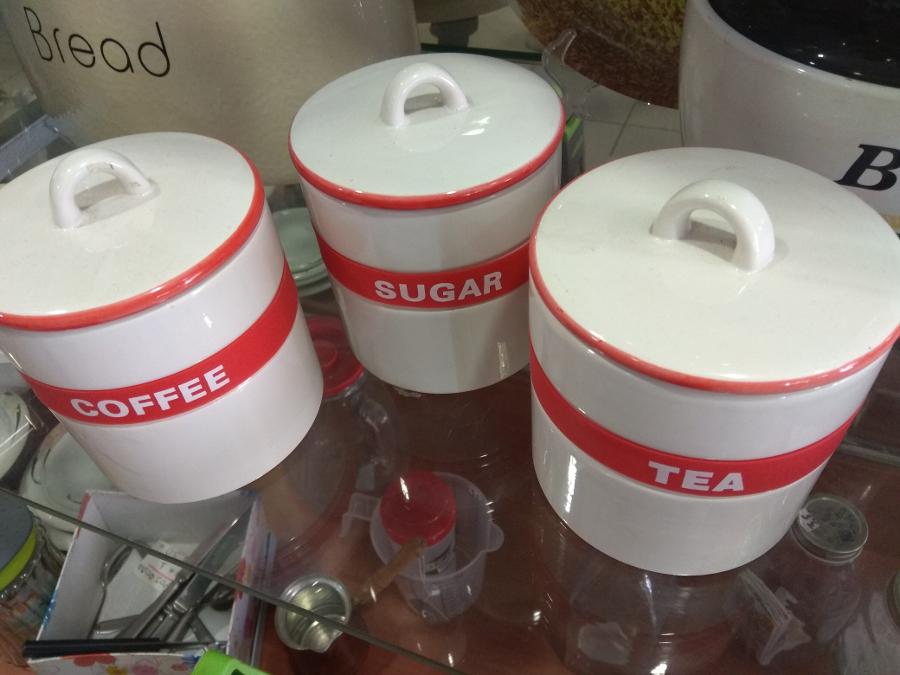 Bread
B
SUGAR
COFFEE
TEA